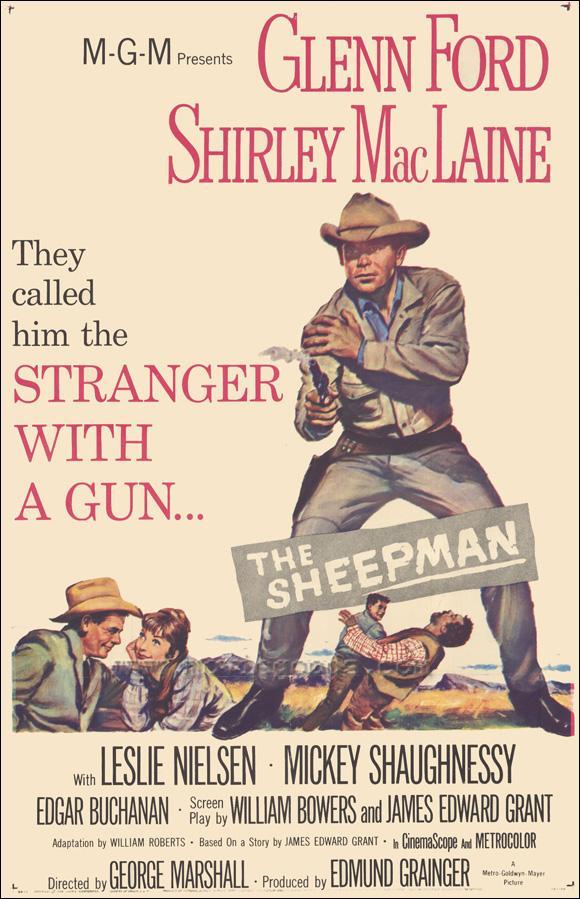 M-G-M Presents
GLENN FORD
SHIRLEY MacLAINE
They
called
him the
STRANGER
WITH
A GUN...
THE
SHEEPMAN
With LESLIE NIELSEN · MICKEY SHAUGHNESSY
EDGAR BUCHANAN · Screen Play by WILLIAM BOWERS and JAMES EDWARD GRANT
Adaptation by WILLIAM ROBERTS · Based On a Story by JAMES EDWARD GRANT · In CinemaScope And METROCOLOR
Directed by GEORGE MARSHALL · Produced by EDMUND GRAINGER
A
Metro-Goldwyn-Mayer
Picture